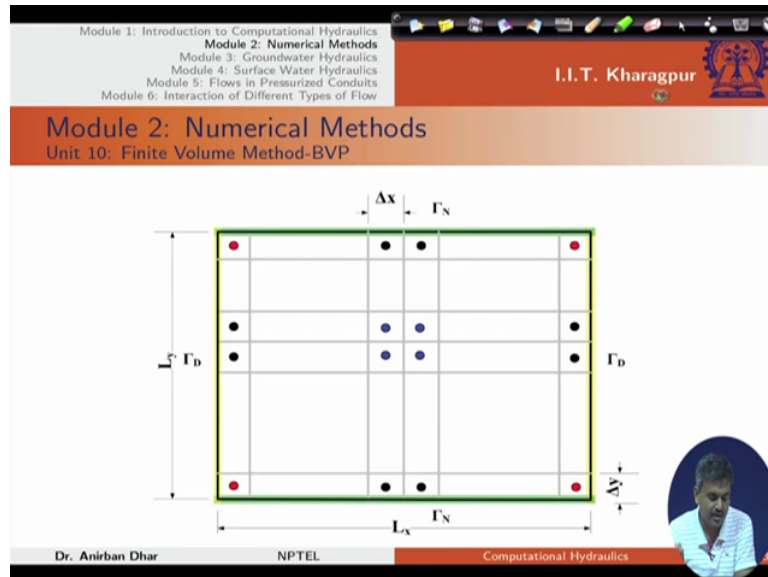 Module 1: Introduction to Computational Hydraulics
Module 2: Numerical Methods
Module 3: Groundwater Hydraulics
Module 4: Surface Water Hydraulics
Module 5: Flows in Pressurized Conduits
Module 6: Interaction of Different Types of Flow
I.I.T. Kharagpur
Module 2: Numerical Methods
Unit 10: Finite Volume Method-BVP
Δx
ΓN
Ly
ΓD
ΓD
Δy
ΓN
Lx
Dr. Anirban Dhar
NPTEL
Computational Hydraulics